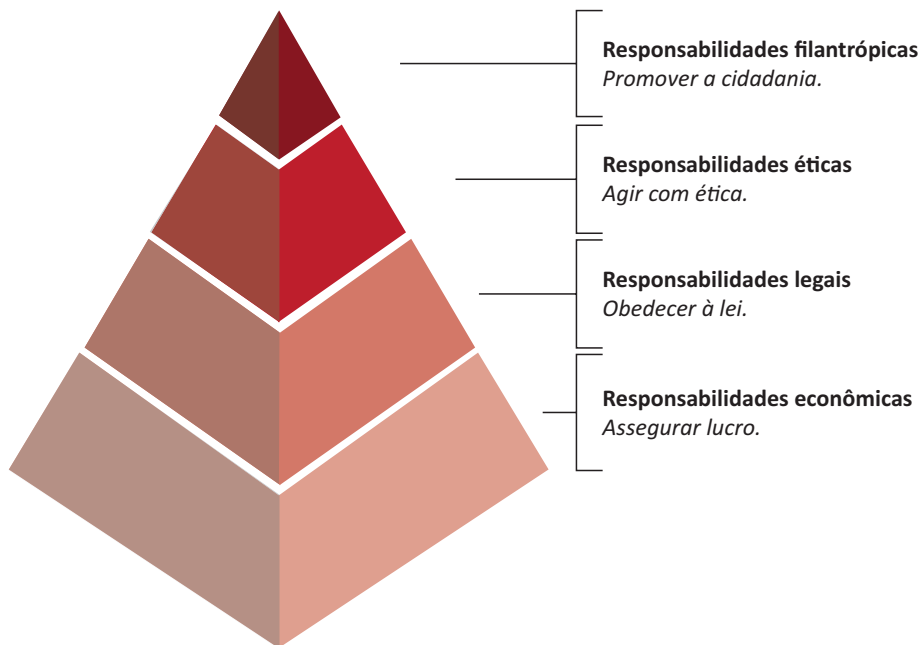 Responsabilidades filantrópicas
Promover a cidadania.
Responsabilidades éticas
Agir com ética.
Responsabilidades legais
Obedecer à lei.
Responsabilidades econômicas
Assegurar lucro.